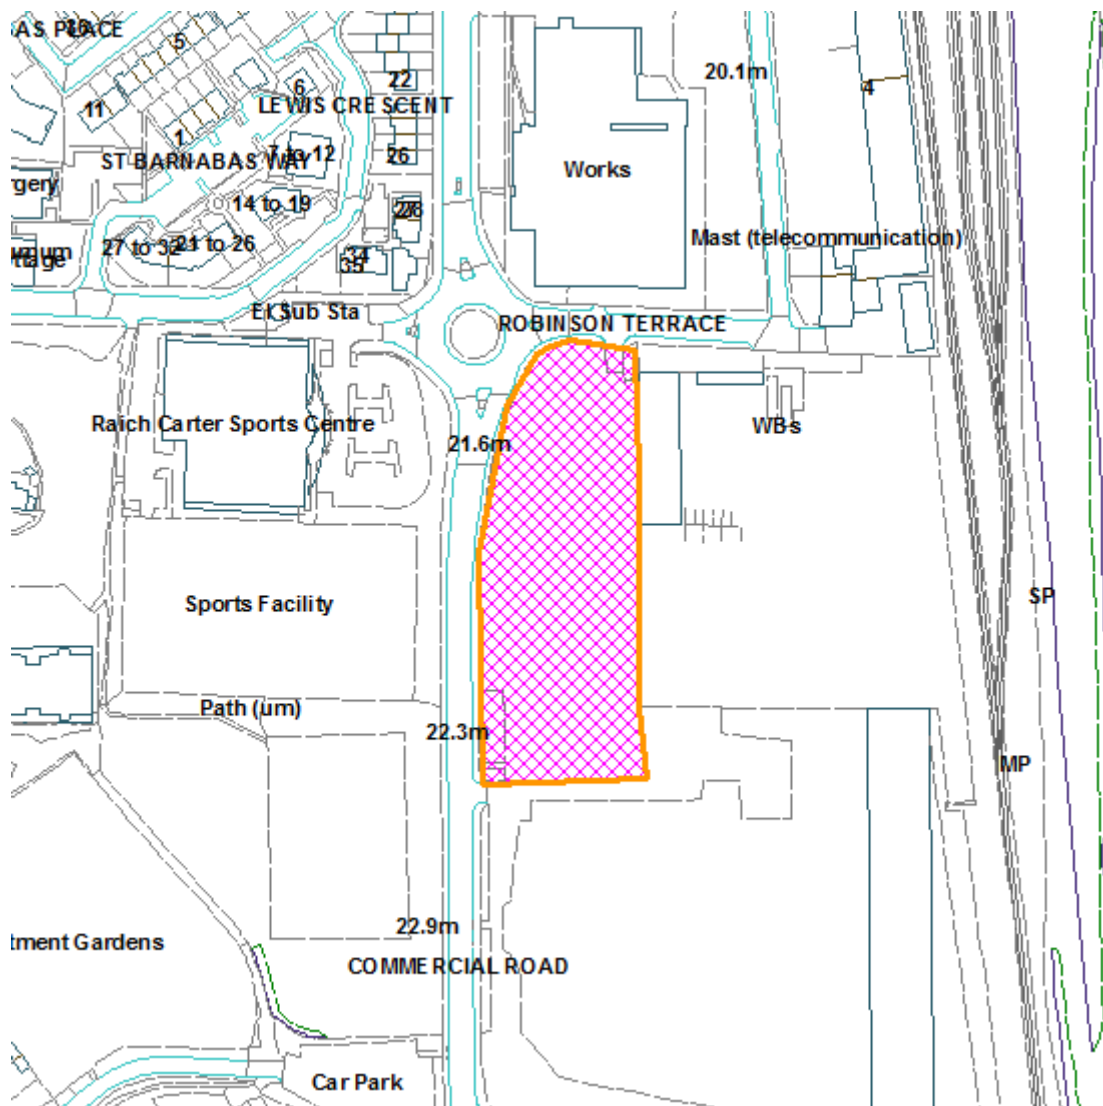 AS PLACE
5
22
20.1m
4
11
6
LEWIS CRESCENT
1
26
ST BARNABAS WAY
7 to 12
Works
rgery
14 to 19
28
27 to 32
21 to 26
Mast (telecommunication)
34
35
El Sub Sta
ROBINSON TERRACE
Raich Carter Sports Centre
WBs
21.6m
SP
Sports Facility
Path (um)
22.3m
MP
22.9m
tment Gardens
COMMERCIAL ROAD
Car Park